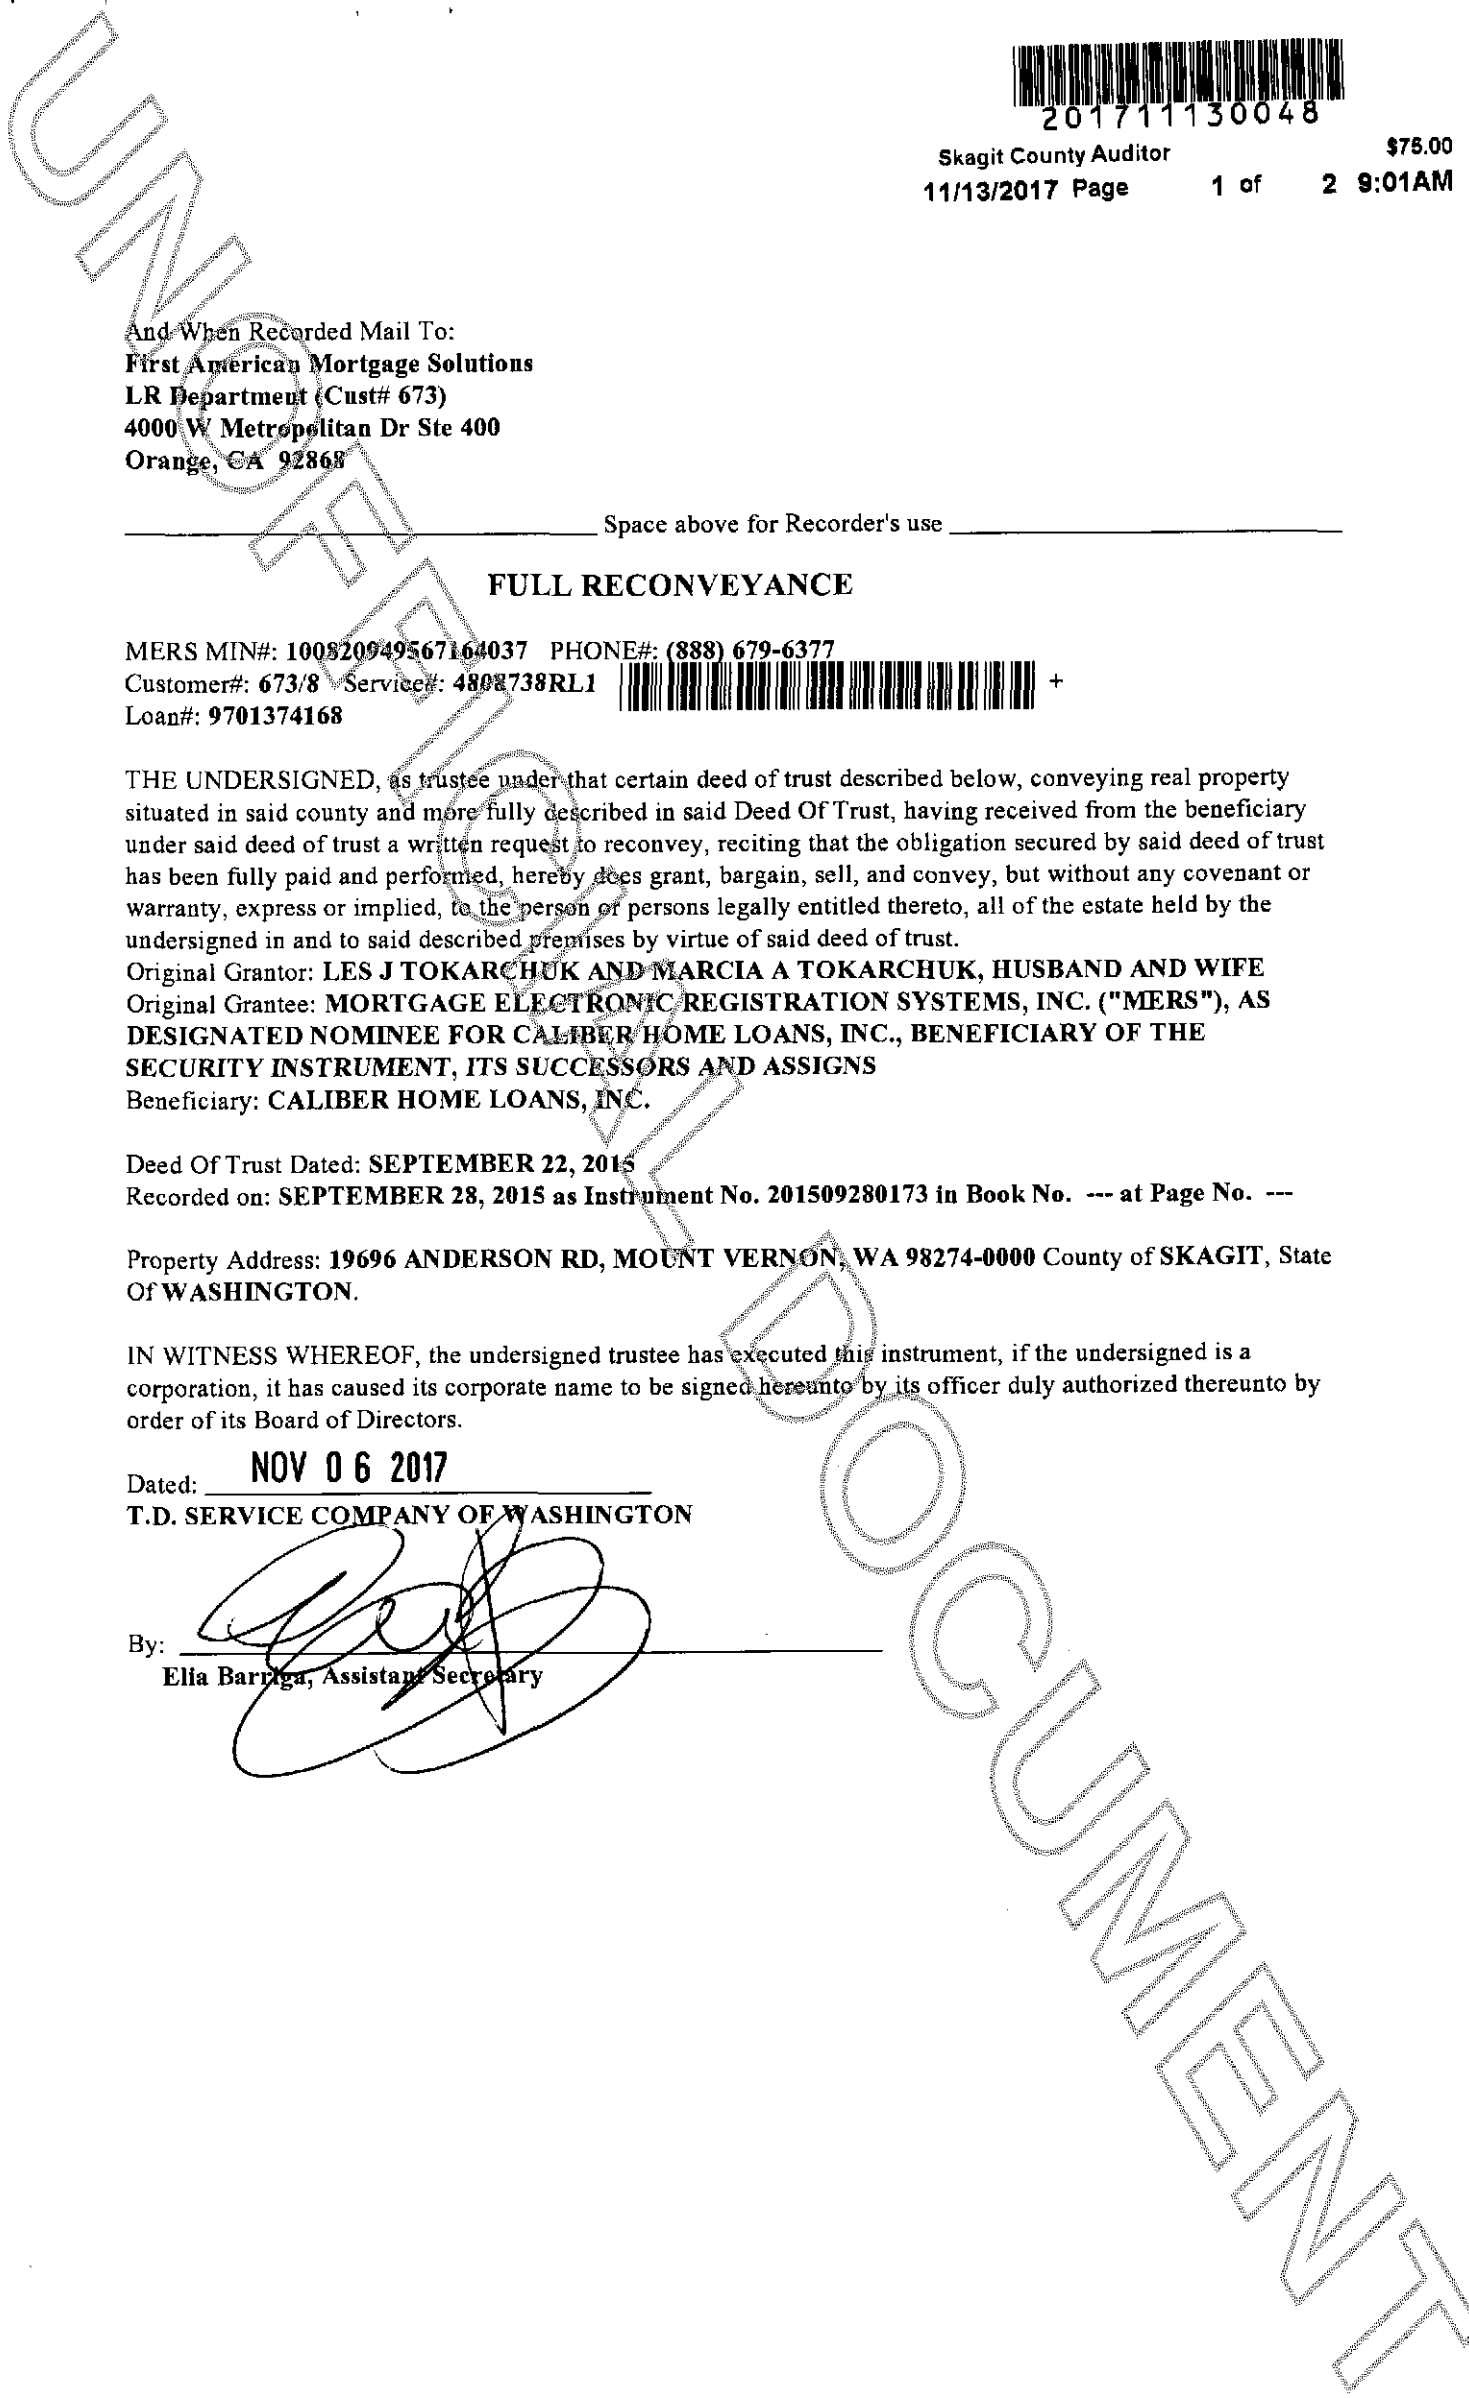 201711130048
Skagit County Auditor $75.00
11/13/2017 Page 1 of 2 9:01AM
And When Recorded Mail To:
First American Mortgage Solutions
LR Department (Cust# 673)
4000 W Metropolitan Dr Ste 400
Orange, CA 92868
Space above for Recorder's use
FULL RECONVEYANCE
MERS MIN#: 100820949567164037 PHONE#: (888) 679-6377
Customer#: 673/8 Service#: 4808738RL1 +
Loan#: 9701374168
THE UNDERSIGNED, as trustee under that certain deed of trust described below, conveying real property
situated in said county and more fully described in said Deed Of Trust, having received from the beneficiary
under said deed of trust a written request to reconvey, reciting that the obligation secured by said deed of trust
has been fully paid and performed, hereby does grant, bargain, sell, and convey, but without any covenant or
warranty, express or implied, to the person or persons legally entitled thereto, all of the estate held by the
undersigned in and to said described premises by virtue of said deed of trust.
Original Grantor: LES J TOKARCHUK AND MARCIA A TOKARCHUK, HUSBAND AND WIFE
Original Grantee: MORTGAGE ELECTRONIC REGISTRATION SYSTEMS, INC. ("MERS"), AS
DESIGNATED NOMINEE FOR CALIBER HOME LOANS, INC., BENEFICIARY OF THE
SECURITY INSTRUMENT, ITS SUCCESSORS AND ASSIGNS
Beneficiary: CALIBER HOME LOANS, INC.
Deed Of Trust Dated: SEPTEMBER 22, 2015
Recorded on: SEPTEMBER 28, 2015 as Instrument No. 201509280173 in Book No. --- at Page No. ---
Property Address: 19696 ANDERSON RD, MOUNT VERNON, WA 98274-0000 County of SKAGIT, State
Of WASHINGTON.
IN WITNESS WHEREOF, the undersigned trustee has executed this instrument, if the undersigned is a
corporation, it has caused its corporate name to be signed hereunto by its officer duly authorized thereunto by
order of its Board of Directors.
Dated: NOV 06 2017
T.D. SERVICE COMPANY OF WASHINGTON
By:
Elia Barriga, Assistant Secretary
UNOFFICIAL DOCUMENT